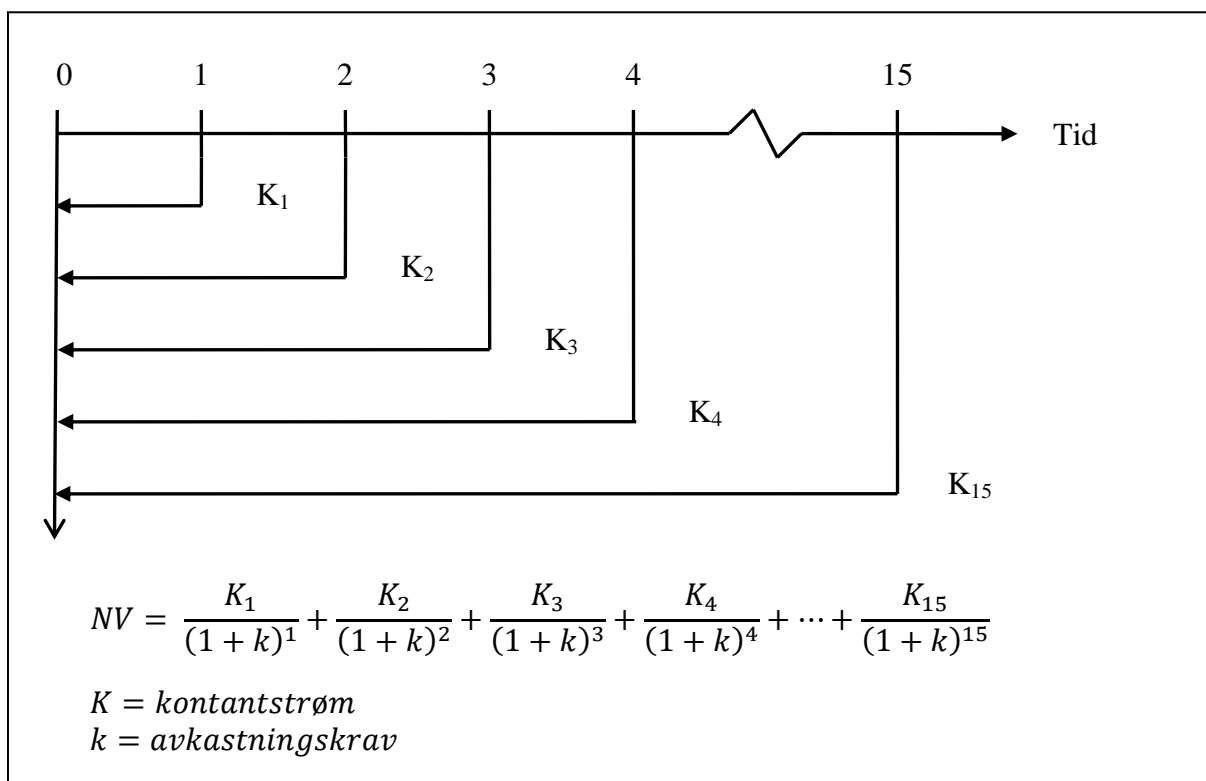 0 1 2 3 4 15
Tid
K₁
K₂
K₃
K₄
K₁₅
NV = K₁/(1 + k)¹ + K₂/(1 + k)² + K₃/(1 + k)³ + K₄/(1 + k)⁴ + ⋯ + K₁₅/(1 + k)¹⁵
K = kontantstrøm
k = avkastningskrav